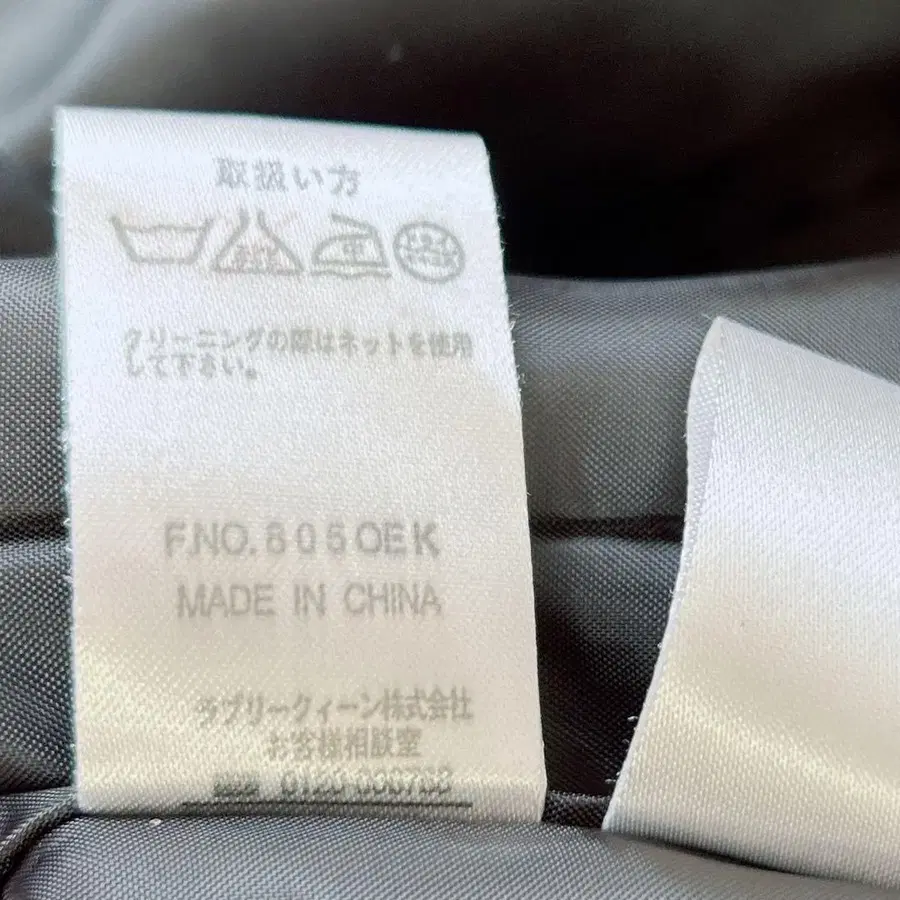 取扱い方
クリーニングの際はネットを使用
して下さい。
F.NO.
MADE IN CHINA
ラブリークィーン株式会社
お客様相談室